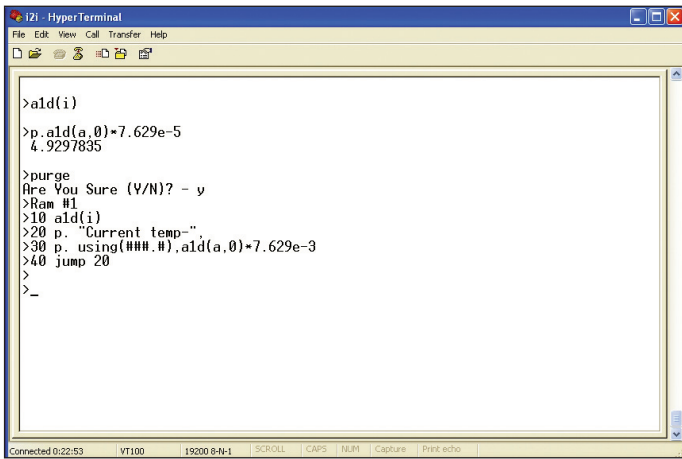 i2i - HyperTerminal
File Edit View Call Transfer Help
>a1d(i)
>p.a1d(a,0)*7.629e-5
4.9297835
>purge
Are You Sure (Y/N)? - y
>Ram #1
>10 a1d(i)
>20 p. "Current temp-",
>30 p. using(###.#),a1d(a,0)*7.629e-3
>40 jump 20
>
>_
Connected 0:22:53 VT100 19200 8-N-1 SCROLL CAPS NUM Capture Print echo